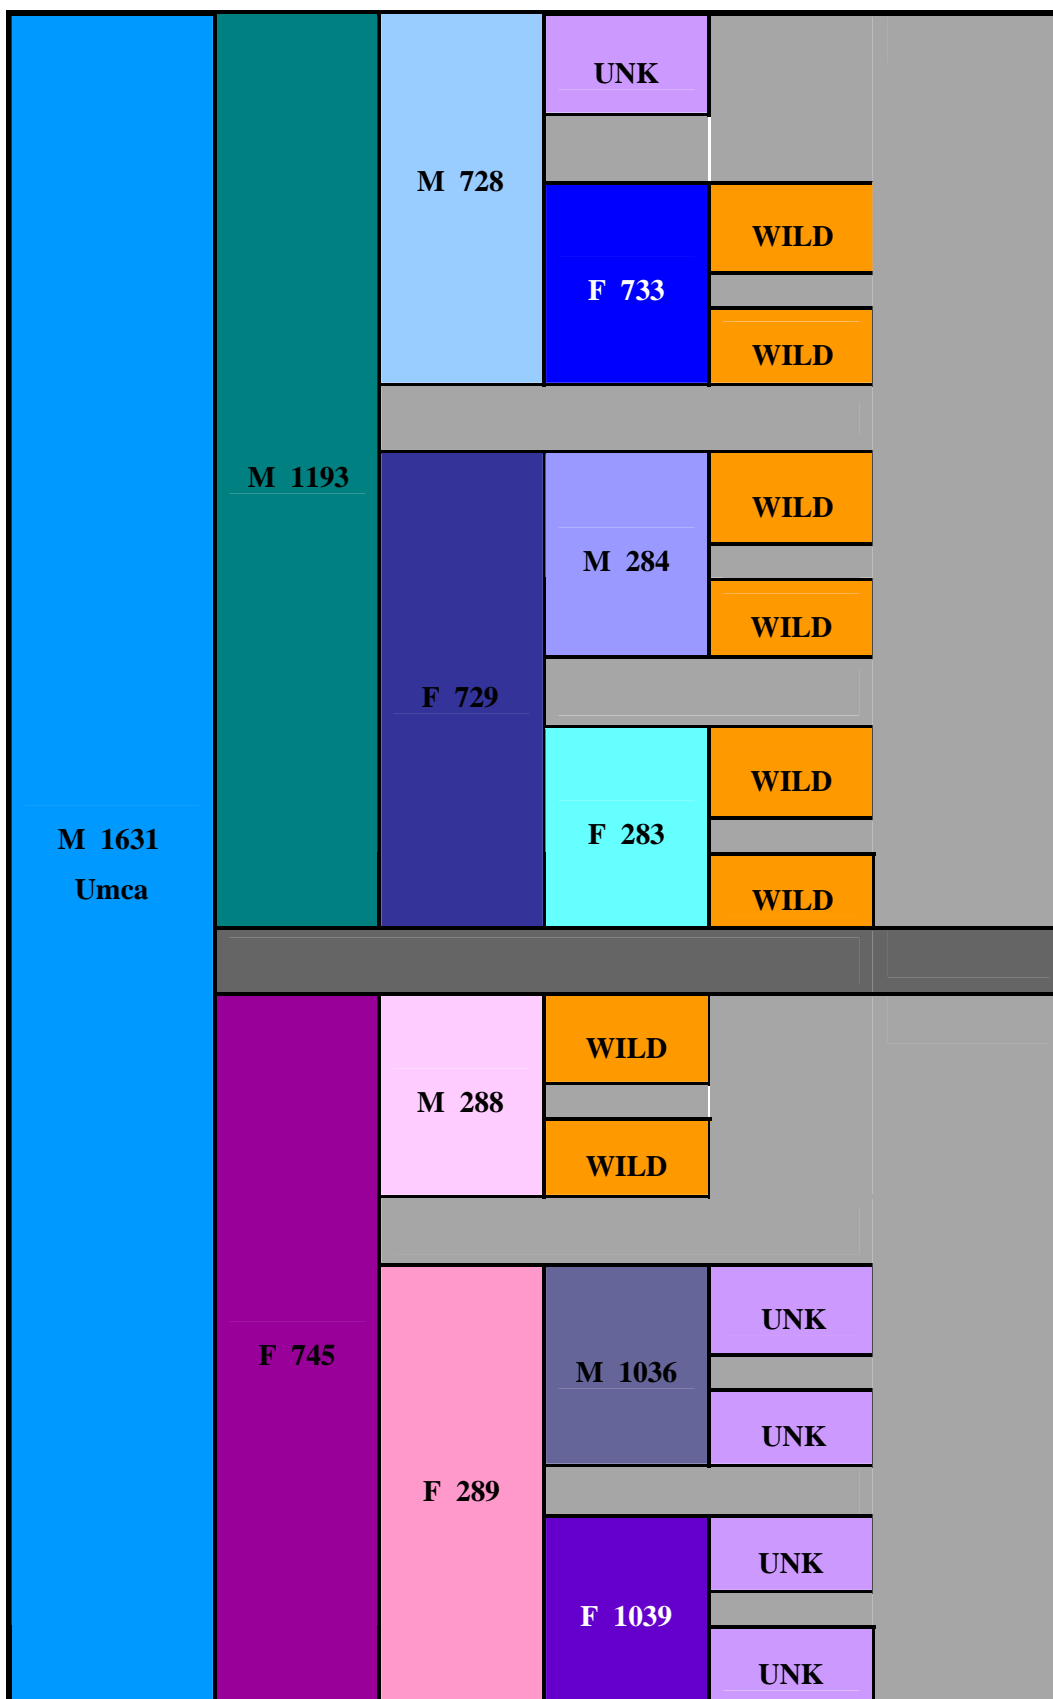 M 1631
Umca
M 1193
M 728
UNK
F 733
WILD
WILD
F 729
M 284
WILD
WILD
F 283
WILD
WILD
F 745
M 288
WILD
WILD
F 289
M 1036
UNK
UNK
F 1039
UNK
UNK